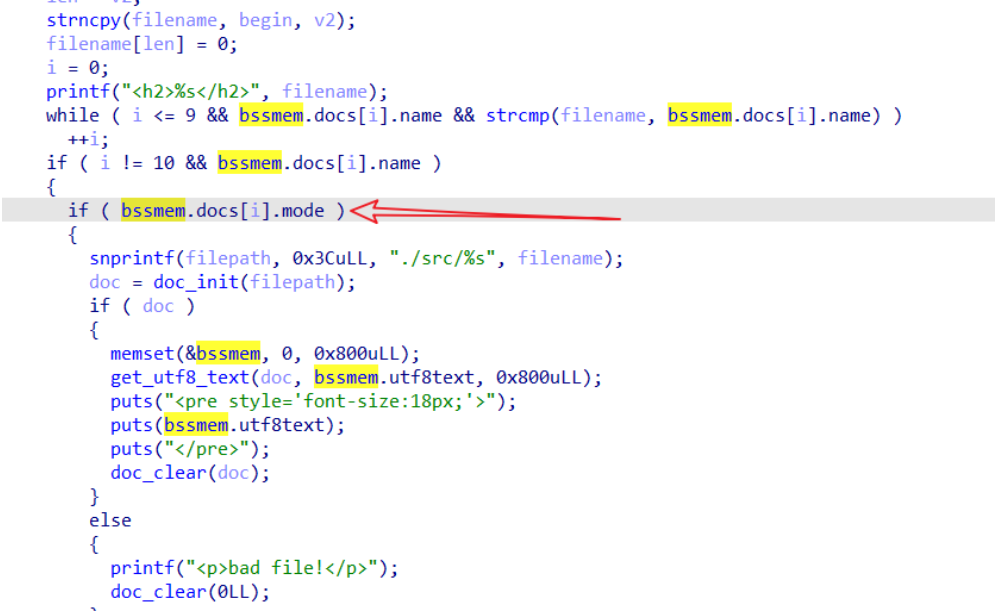 strncpy(filename, begin, v2);
filename[len] = 0;
i = 0;
printf("<h2>%s</h2>", filename);
while ( i <= 9 && bssmem.docs[i].name && strcmp(filename, bssmem.docs[i].name) )
++i;
if ( i != 10 && bssmem.docs[i].name )
{
if ( bssmem.docs[i].mode )
{
snprintf(filepath, 0x3CuLL, "./src/%s", filename);
doc = doc_init(filepath);
if ( doc )
{
memset(&bssmem, 0, 0x800uLL);
get_utf8_text(doc, bssmem.utf8text, 0x800uLL);
puts("<pre style='font-size:18px;'>");
puts(bssmem.utf8text);
puts("</pre>");
doc_clear(doc);
}
else
{
printf("<p>bad file!</p>");
doc_clear(0LL);